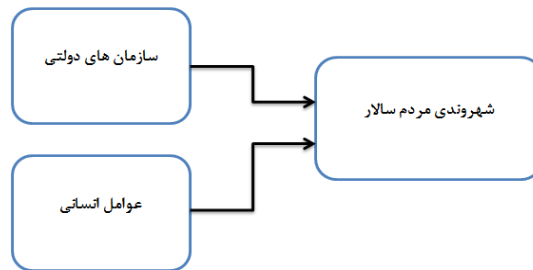 سازمان های دولتی
شهروندی مردم سالار
عوامل انسانی